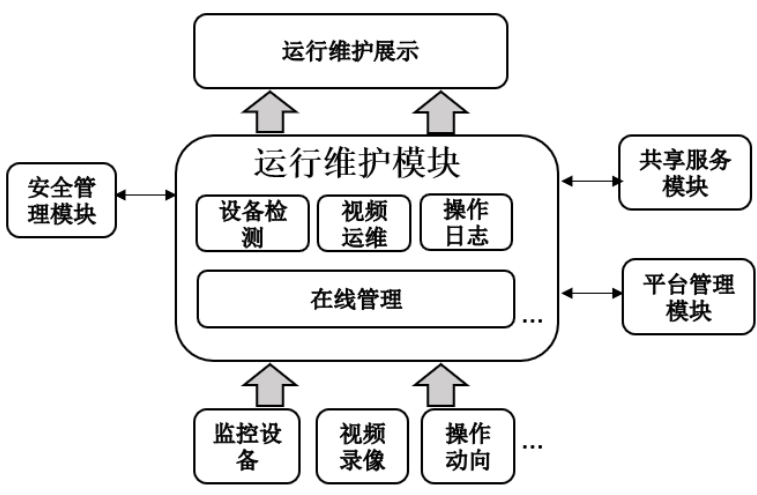 运行维护展示
运行维护模块
安全管
理模块
设备检
测
视频
运维
操作
日志
共享服务
模块
在线管理
...
平台管理
模块
监控设
备
视频
录像
操作
动向
...